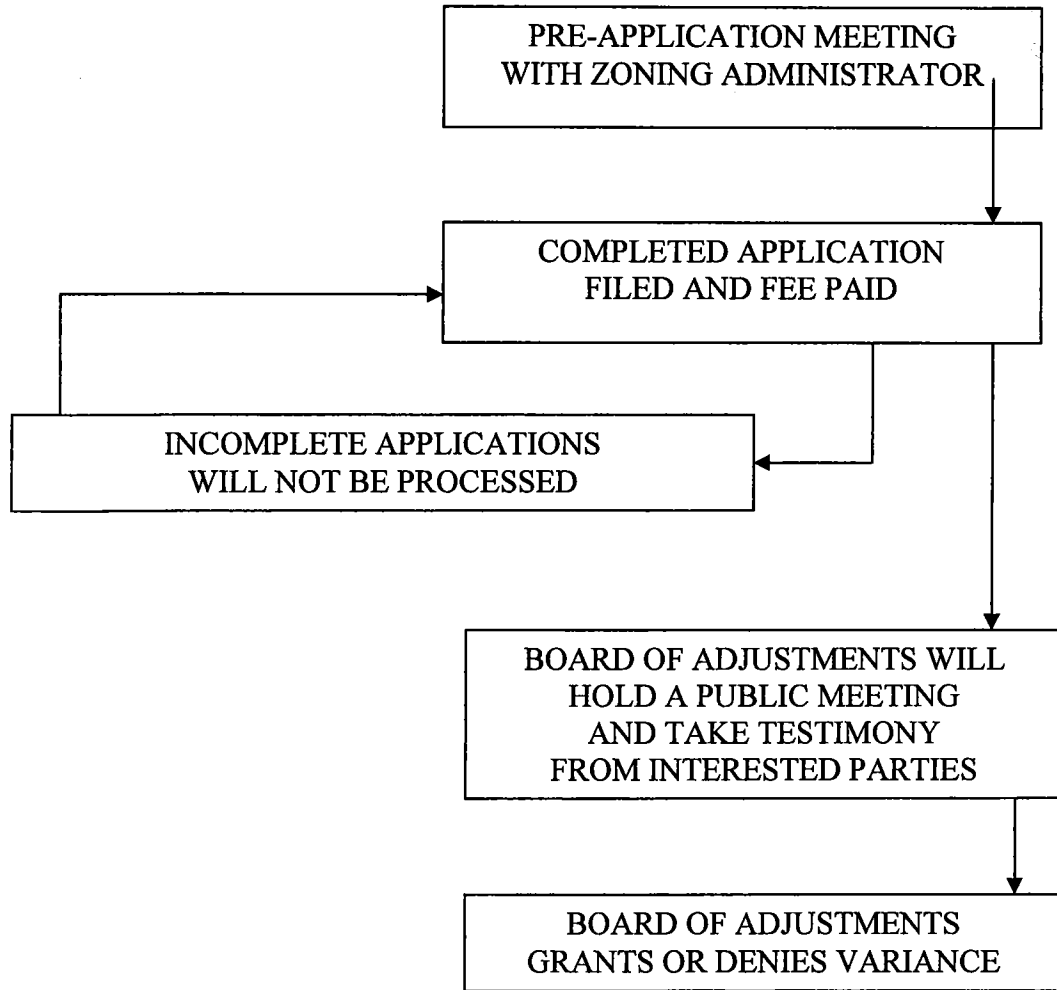 PRE-APPLICATION MEETING
WITH ZONING ADMINISTRATOR
COMPLETED APPLICATION
FILED AND FEE PAID
INCOMPLETE APPLICATIONS
WILL NOT BE PROCESSED
BOARD OF ADJUSTMENTS WILL
HOLD A PUBLIC MEETING
AND TAKE TESTIMONY
FROM INTERESTED PARTIES
BOARD OF ADJUSTMENTS
GRANTS OR DENIES VARIANCE